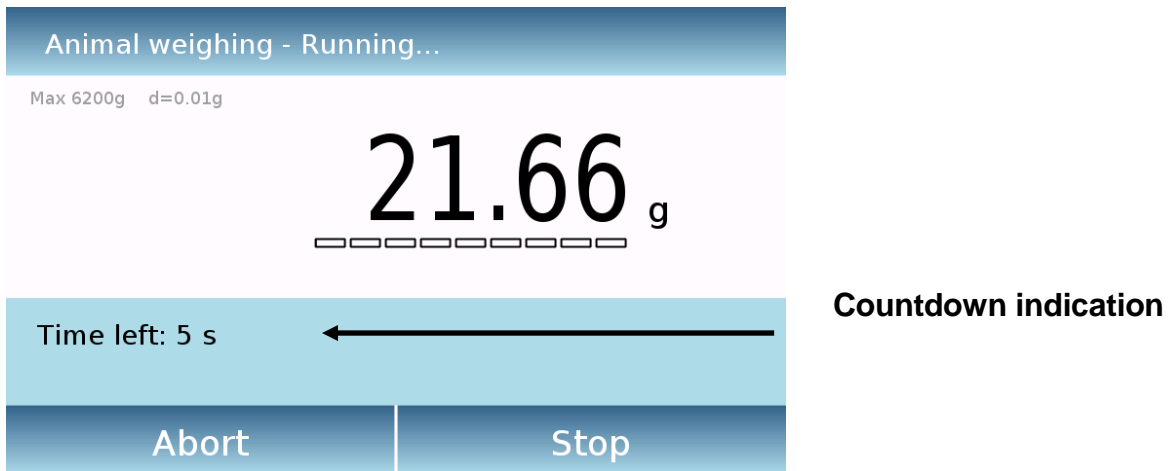 Animal weighing - Running...
Max 6200g d=0.01g
21.66 g
Time left: 5 s
Countdown indication
Abort
Stop